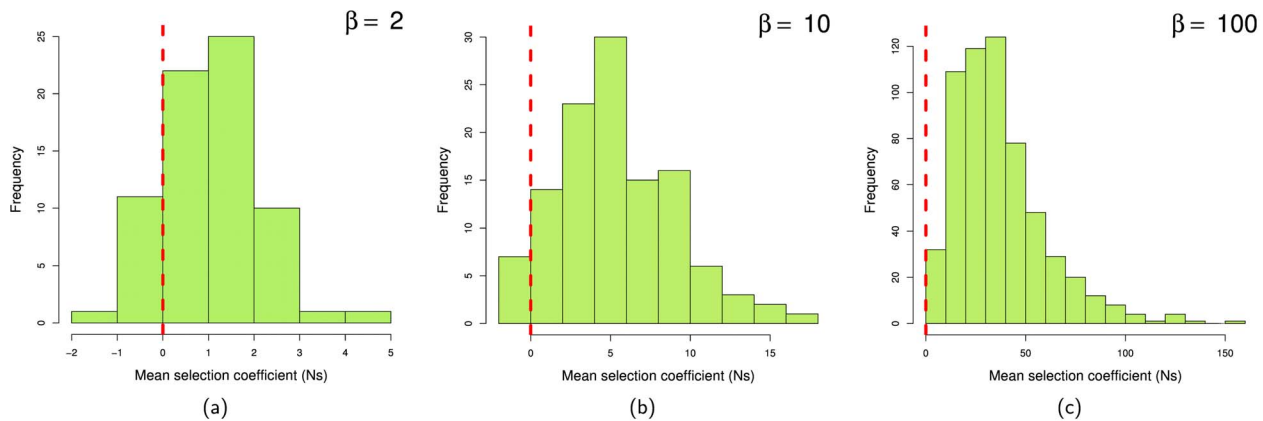 β = 2
Frequency
0
5
10
15
20
25
−2 −1 0 1 2 3 4 5
Mean selection coefficient (Ns)
(a)
β = 10
Frequency
0
5
10
15
20
25
30
0 5 10 15
Mean selection coefficient (Ns)
(b)
β = 100
Frequency
0
20
40
60
80
100
120
0 50 100 150
Mean selection coefficient (Ns)
(c)